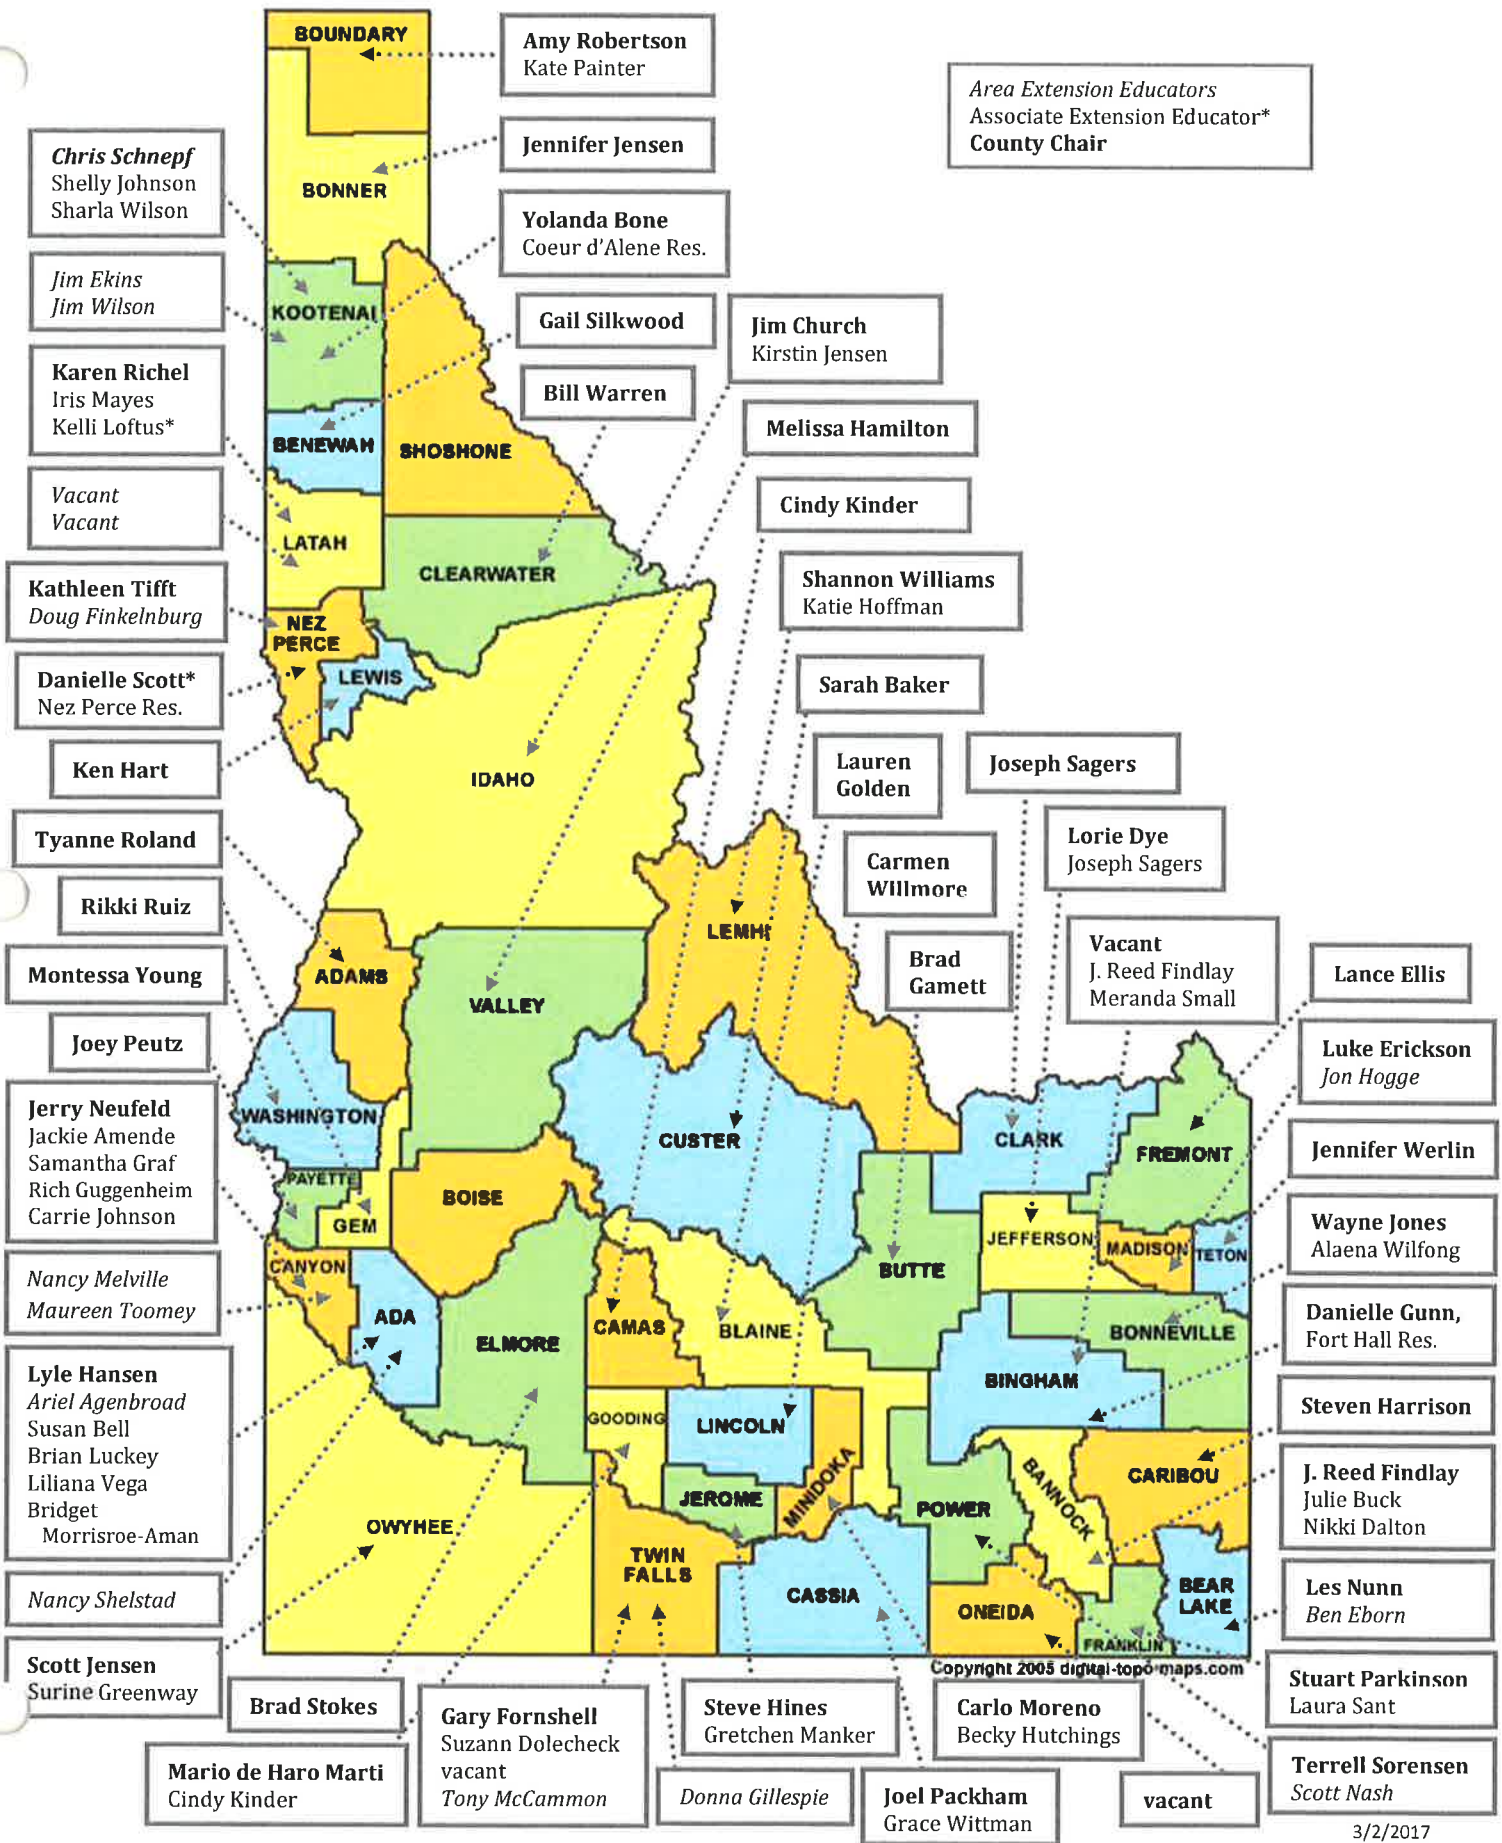 BOUNDARY
Amy Robertson
Kate Painter
Area Extension Educators
Associate Extension Educator*
County Chair
Jennifer Jensen
BONNER
Chris Schnepf
Shelly Johnson
Sharla Wilson
Yolanda Bone
Coeur d'Alene Res.
Jim Ekins
Jim Wilson
KOOTENAI
Gail Silkwood
Jim Church
Kirstin Jensen
Karen Richel
Iris Mayes
Kelli Loftus*
Bill Warren
BENEWAH
SHOSHONE
Melissa Hamilton
Vacant
Vacant
Cindy Kinder
LATAH
CLEARWATER
Shannon Williams
Katie Hoffman
Kathleen Tifft
Doug Finkelnburg
NEZ
PERCE
LEWIS
Danielle Scott*
Nez Perce Res.
Sarah Baker
Ken Hart
IDAHO
Lauren
Golden
Joseph Sagers
Tyanne Roland
Carmen
Willmore
Lorie Dye
Joseph Sagers
Rikki Ruiz
LEMHI
Brad
Gamett
Vacant
J. Reed Findlay
Meranda Small
Lance Ellis
Montessa Young
ADAMS
VALLEY
Joey Peutz
Luke Erickson
Jon Hogge
Jerry Neufeld
Jackie Amende
Samantha Graf
Rich Guggenheim
Carrie Johnson
WASHINGTON
CUSTER
CLARK
FREMONT
Jennifer Werlin
PAYETTE
GEM
BOISE
JEFFERSON
MADISON
TETON
Wayne Jones
Alaena Wilfong
Nancy Melville
Maureen Toomey
CANYON
BUTTE
ADA
ELMORE
CAMAS
BLAINE
BONNEVILLE
Danielle Gunn,
Fort Hall Res.
Lyle Hansen
Ariel Agenbroad
Susan Bell
Brian Luckey
Liliana Vega
Bridget
Morrisroe-Aman
BINGHAM
GOODING
LINCOLN
Steven Harrison
JEROME
MINIDOKA
POWER
BANNOCK
CARIBOU
J. Reed Findlay
Julie Buck
Nikki Dalton
OWYHEE
TWIN
FALLS
CASSIA
ONEIDA
FRANKLIN
BEAR
LAKE
Les Nunn
Ben Eborn
Nancy Shelstad
Copyright 2005 digital-topo-maps.com
Scott Jensen
Surine Greenway
Brad Stokes
Gary Fornshell
Suzann Dolecheck
vacant
Tony McCammon
Steve Hines
Gretchen Manker
Carlo Moreno
Becky Hutchings
Stuart Parkinson
Laura Sant
Mario de Haro Marti
Cindy Kinder
Donna Gillespie
Joel Packham
Grace Wittman
vacant
Terrell Sorensen
Scott Nash
3/2/2017